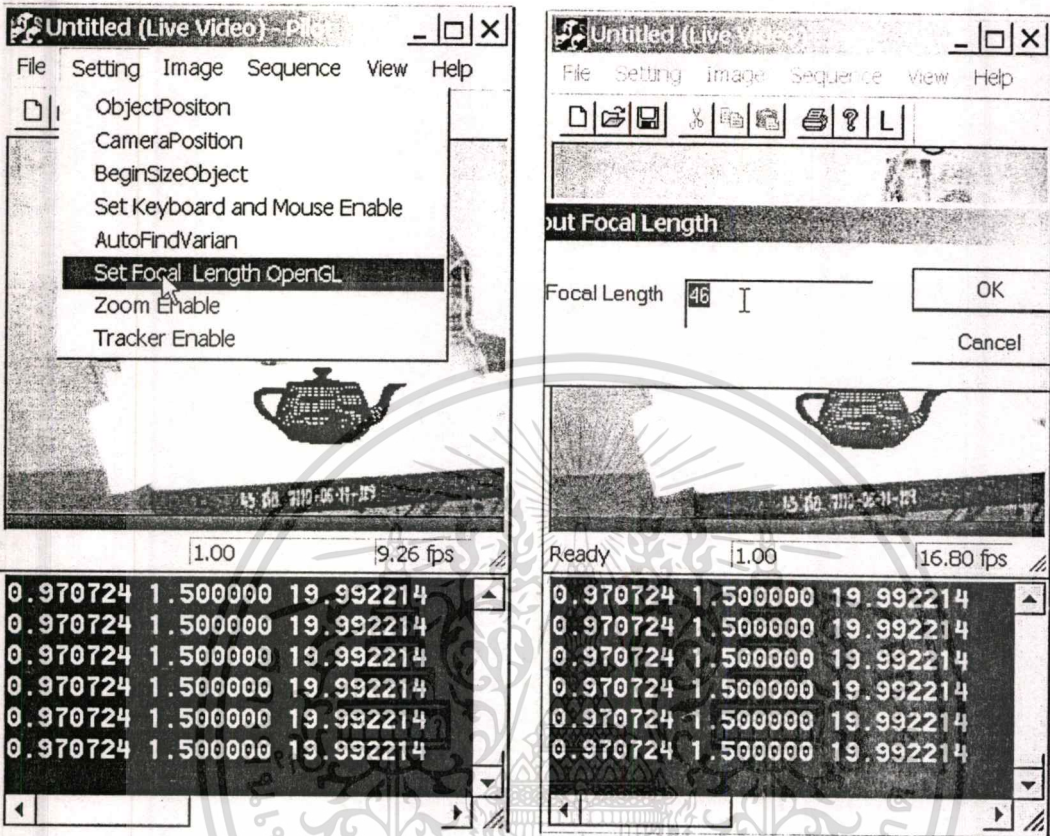 Untitled (Live Video) - Pilot
File Setting Image Sequence View Help
ObjectPositon
CameraPosition
BeginSizeObject
Set Keyboard and Mouse Enable
AutoFindVarian
Set Focal Length OpenGL
Zoom Enable
Tracker Enable
1.00 9.26 fps
0.970724 1.500000 19.992214
0.970724 1.500000 19.992214
0.970724 1.500000 19.992214
0.970724 1.500000 19.992214
0.970724 1.500000 19.992214
0.970724 1.500000 19.992214
Untitled (Live Video)
File Setting Image Sequence View Help
L
out Focal Length
Focal Length 46 OK
Cancel
Ready 1.00 16.80 fps
0.970724 1.500000 19.992214
0.970724 1.500000 19.992214
0.970724 1.500000 19.992214
0.970724 1.500000 19.992214
0.970724 1.500000 19.992214
0.970724 1.500000 19.992214